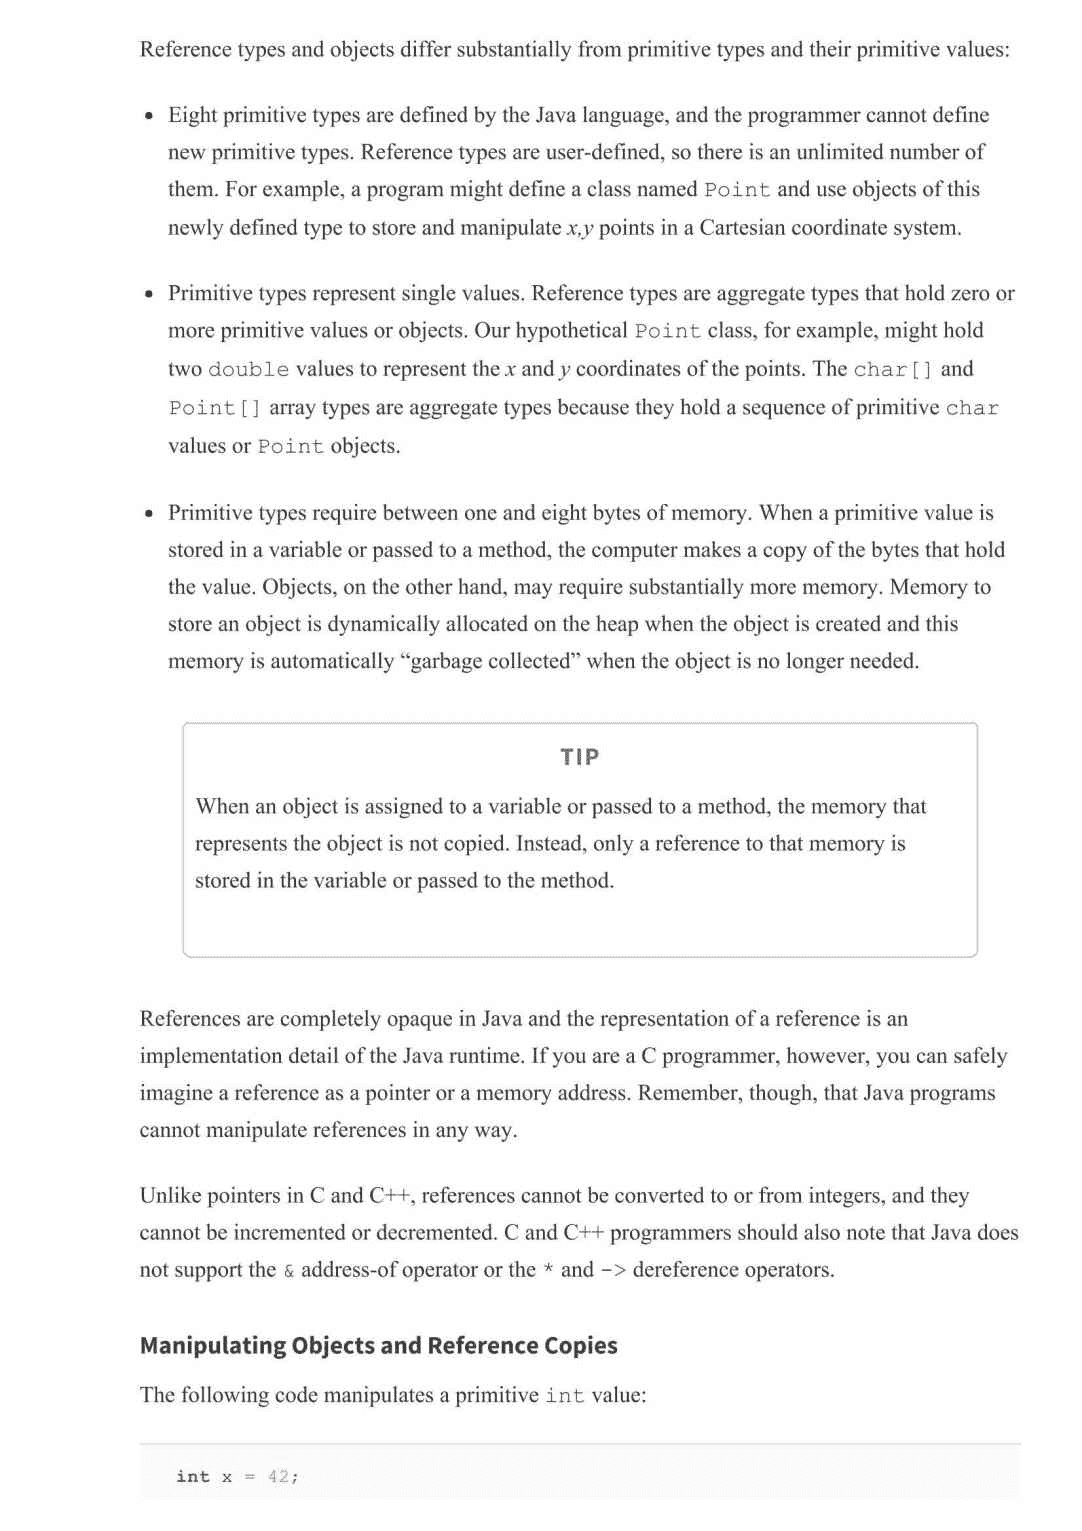 Reference types and objects differ substantially from primitive types and their primitive values:
• Eight primitive types are defined by the Java language, and the programmer cannot define
new primitive types. Reference types are user-defined, so there is an unlimited number of
them. For example, a program might define a class named Point and use objects of this
newly defined type to store and manipulate x,y points in a Cartesian coordinate system.
• Primitive types represent single values. Reference types are aggregate types that hold zero or
more primitive values or objects. Our hypothetical Point class, for example, might hold
two double values to represent the x and y coordinates of the points. The char[] and
Point[] array types are aggregate types because they hold a sequence of primitive char
values or Point objects.
• Primitive types require between one and eight bytes of memory. When a primitive value is
stored in a variable or passed to a method, the computer makes a copy of the bytes that hold
the value. Objects, on the other hand, may require substantially more memory. Memory to
store an object is dynamically allocated on the heap when the object is created and this
memory is automatically “garbage collected” when the object is no longer needed.
TIP
When an object is assigned to a variable or passed to a method, the memory that
represents the object is not copied. Instead, only a reference to that memory is
stored in the variable or passed to the method.
References are completely opaque in Java and the representation of a reference is an
implementation detail of the Java runtime. If you are a C programmer, however, you can safely
imagine a reference as a pointer or a memory address. Remember, though, that Java programs
cannot manipulate references in any way.
Unlike pointers in C and C++, references cannot be converted to or from integers, and they
cannot be incremented or decremented. C and C++ programmers should also note that Java does
not support the & address-of operator or the * and -> dereference operators.
Manipulating Objects and Reference Copies
The following code manipulates a primitive int value:
int x = 42;